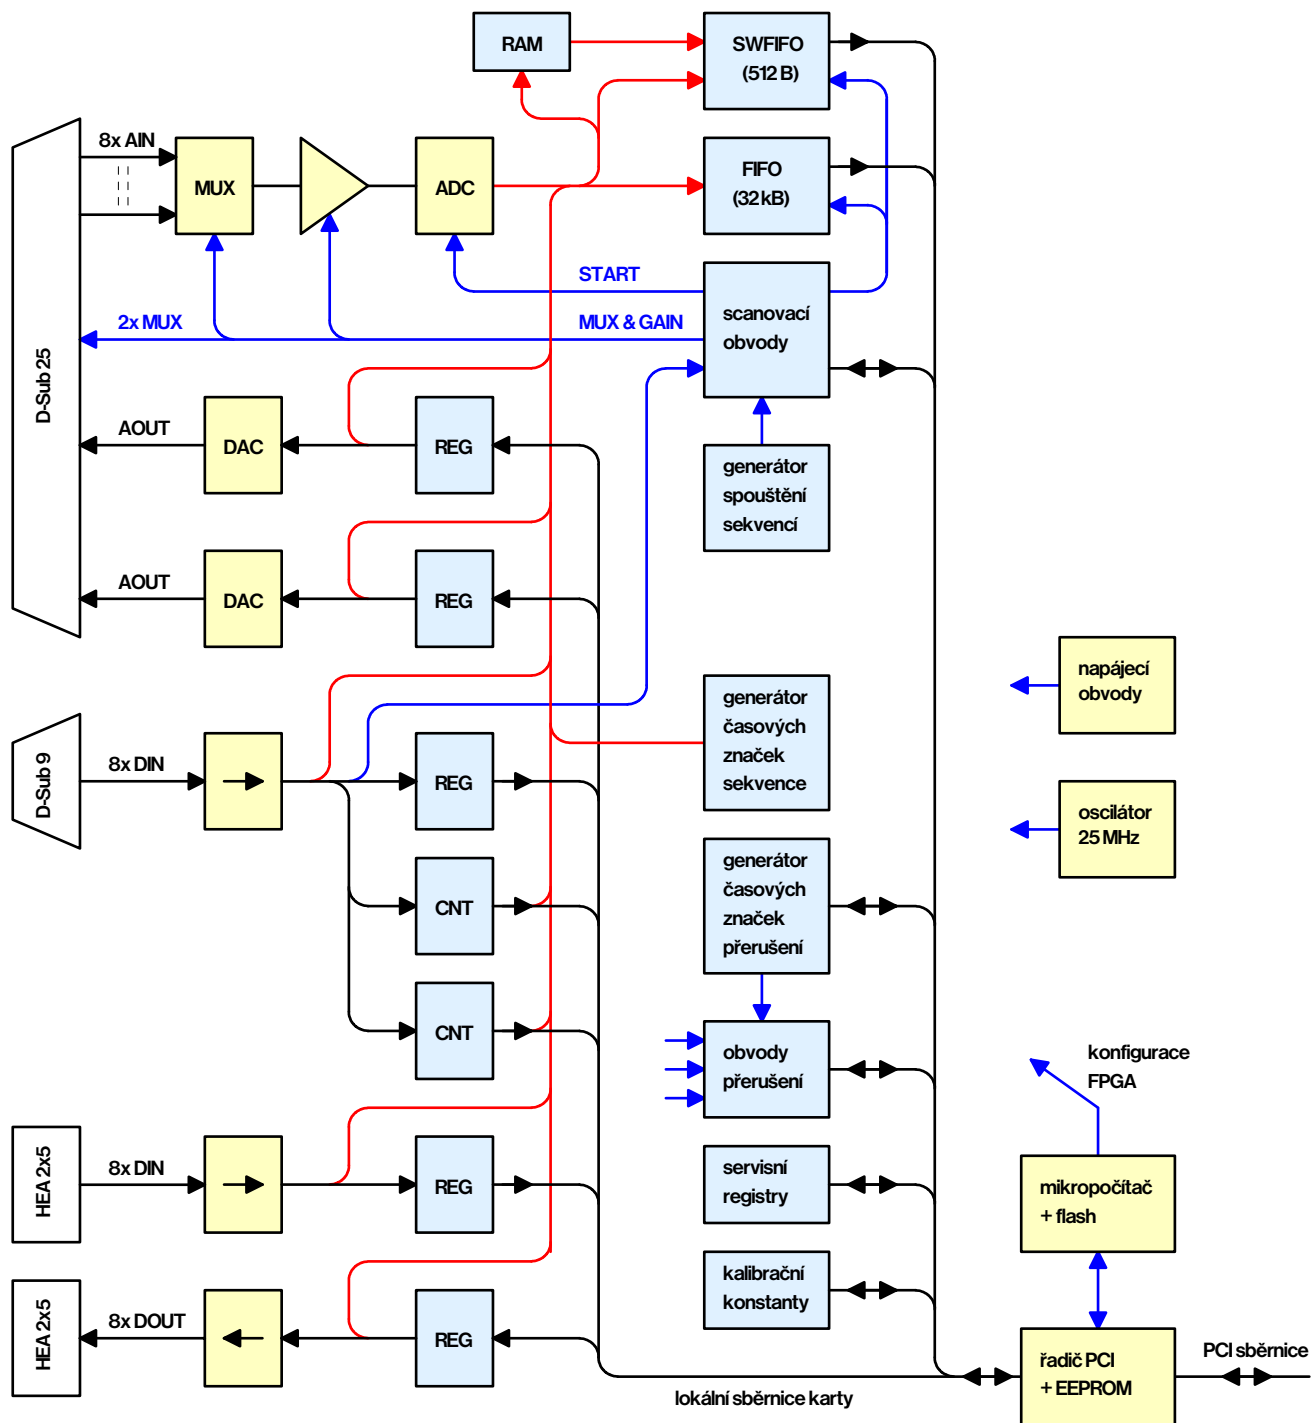 RAM
SWFIFO
(512 B)
8x AIN
MUX
ADC
FIFO
(32 kB)
START
2x MUX
MUX & GAIN
scanovací
obvody
D-Sub 25
AOUT
DAC
REG
generátor
spouštění
sekvencí
AOUT
DAC
REG
napájecí
obvody
generátor
časových
značek
sekvence
D-Sub 9
8x DIN
REG
oscilátor
25 MHz
generátor
časových
značek
přerušení
CNT
CNT
obvody
přerušení
konfigurace
FPGA
HEA 2x5
8x DIN
REG
servisní
registry
mikropočítač
+ flash
kalibrační
konstanty
HEA 2x5
8x DOUT
REG
řadič PCI
+ EEPROM
PCI sběrnice
lokální sběrnice karty